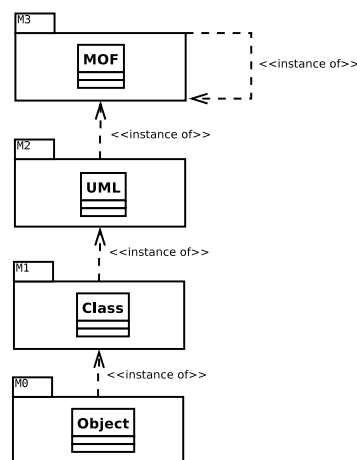 M3
MOF
<<instance of>>
<<instance of>>
M2
UML
<<instance of>>
M1
Class
<<instance of>>
M0
Object